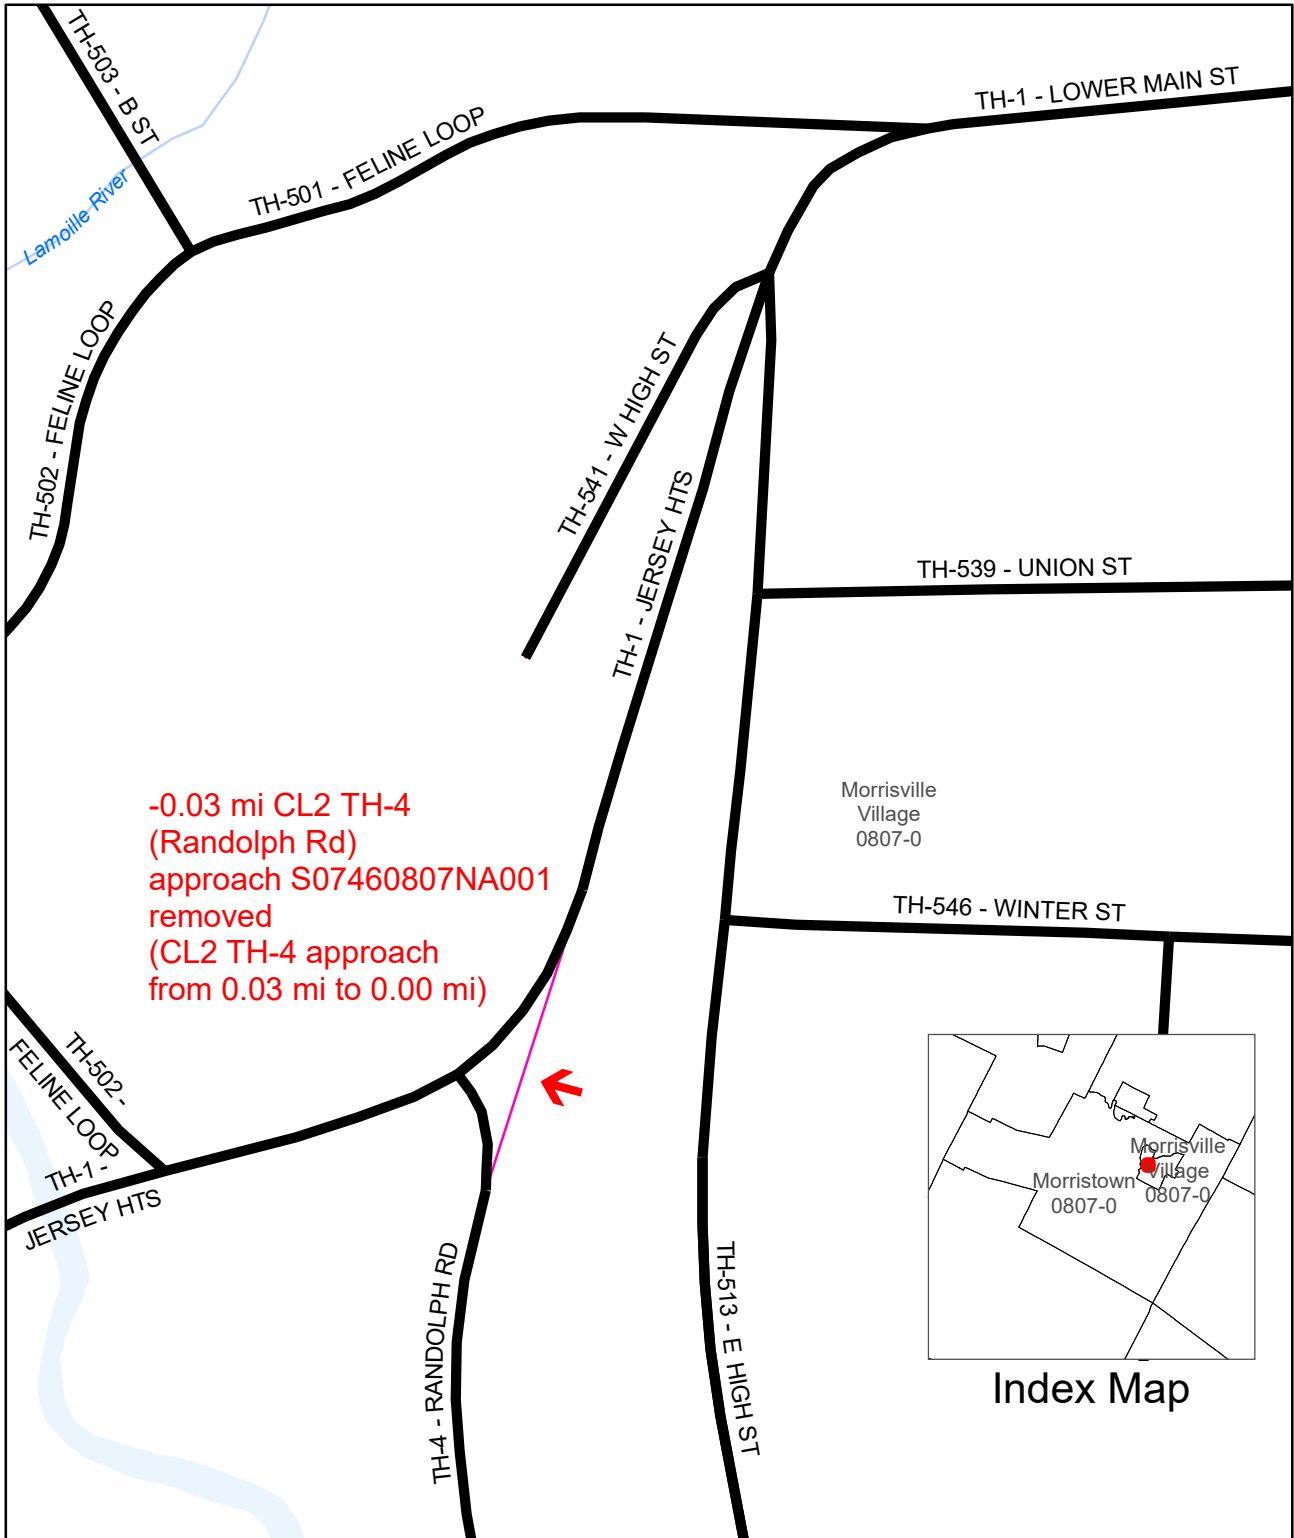 TH-503 - B ST
TH-1 - LOWER MAIN ST
TH-501 - FELINE LOOP
Lamoille River
TH-502 - FELINE LOOP
TH-541 - W HIGH ST
TH-1 - JERSEY HTS
TH-539 - UNION ST
-0.03 mi CL2 TH-4
(Randolph Rd)
approach S07460807NA001
removed
(CL2 TH-4 approach
from 0.03 mi to 0.00 mi)
Morrisville
Village
0807-0
TH-546 - WINTER ST
TH-502 -
FELINE LOOP
TH-1 -
JERSEY HTS
TH-4 - RANDOLPH RD
TH-513 - E HIGH ST
Morrisville
Village
0807-0
Morristown
0807-0
Index Map